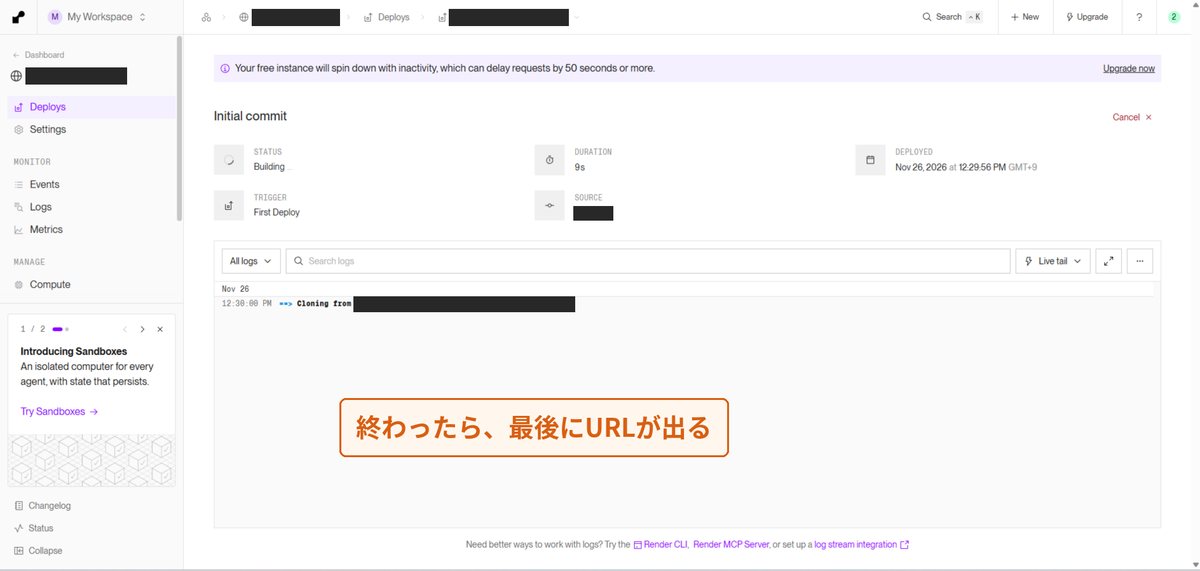 M My Workspace
Deploys
Search ^ K
+ New
Upgrade
?
2
← Dashboard
Deploys
Settings
MONITOR
Events
Logs
Metrics
MANAGE
Compute
1 / 2
Introducing Sandboxes
An isolated computer for every
agent, with state that persists.
Try Sandboxes →
Changelog
Status
Collapse
Your free instance will spin down with inactivity, which can delay requests by 50 seconds or more.
Upgrade now
Initial commit
Cancel ×
STATUS
Building
DURATION
9s
DEPLOYED
Nov 26, 2026 at 12:29:56 PM GMT+9
TRIGGER
First Deploy
SOURCE
All logs
Search logs
Live tail
Nov 26
12:30:00 PM ==> Cloning from
終わったら、最後にURLが出る
Need better ways to work with logs? Try the Render CLI, Render MCP Server, or set up a log stream integration